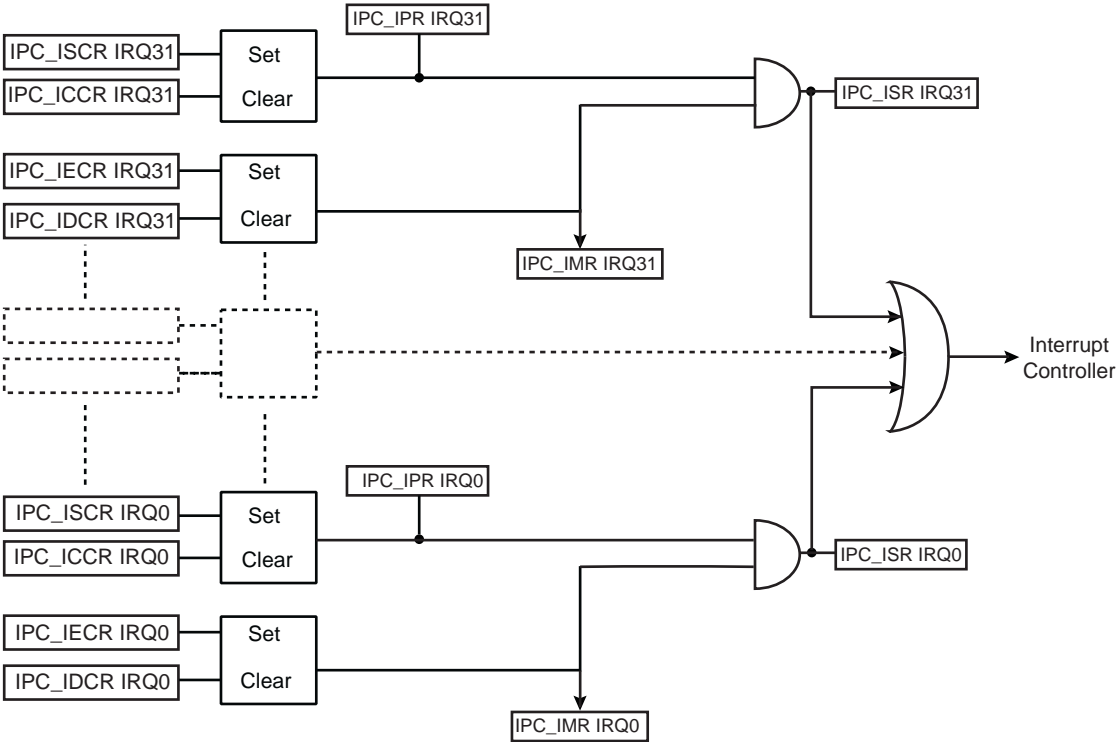 IPC_IPR IRQ31
IPC_ISCR IRQ31
Set
IPC_ICCR IRQ31
Clear
IPC_ISR IRQ31
IPC_IECR IRQ31
Set
IPC_IDCR IRQ31
Clear
IPC_IMR IRQ31
Interrupt
Controller
IPC_IPR IRQ0
IPC_ISCR IRQ0
Set
IPC_ICCR IRQ0
Clear
IPC_ISR IRQ0
IPC_IECR IRQ0
Set
IPC_IDCR IRQ0
Clear
IPC_IMR IRQ0